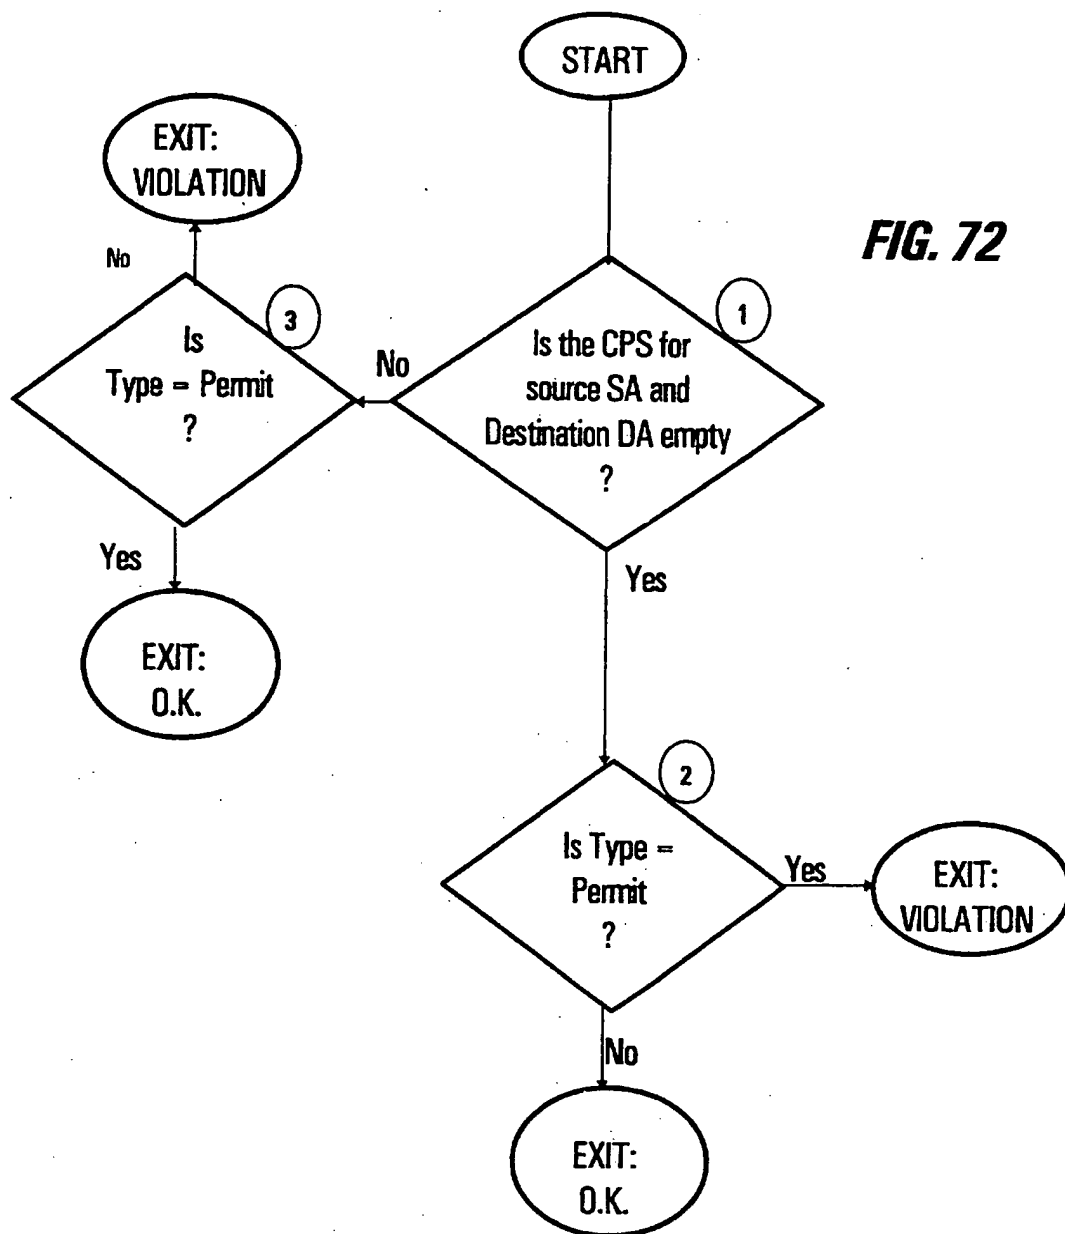 START
EXIT:
VIOLATION
FIG. 72
No
3
Is
Type = Permit
?
No
1
Is the CPS for
source SA and
Destination DA empty
?
Yes
EXIT:
O.K.
Yes
2
Is Type =
Permit
?
Yes
EXIT:
VIOLATION
No
EXIT:
O.K.